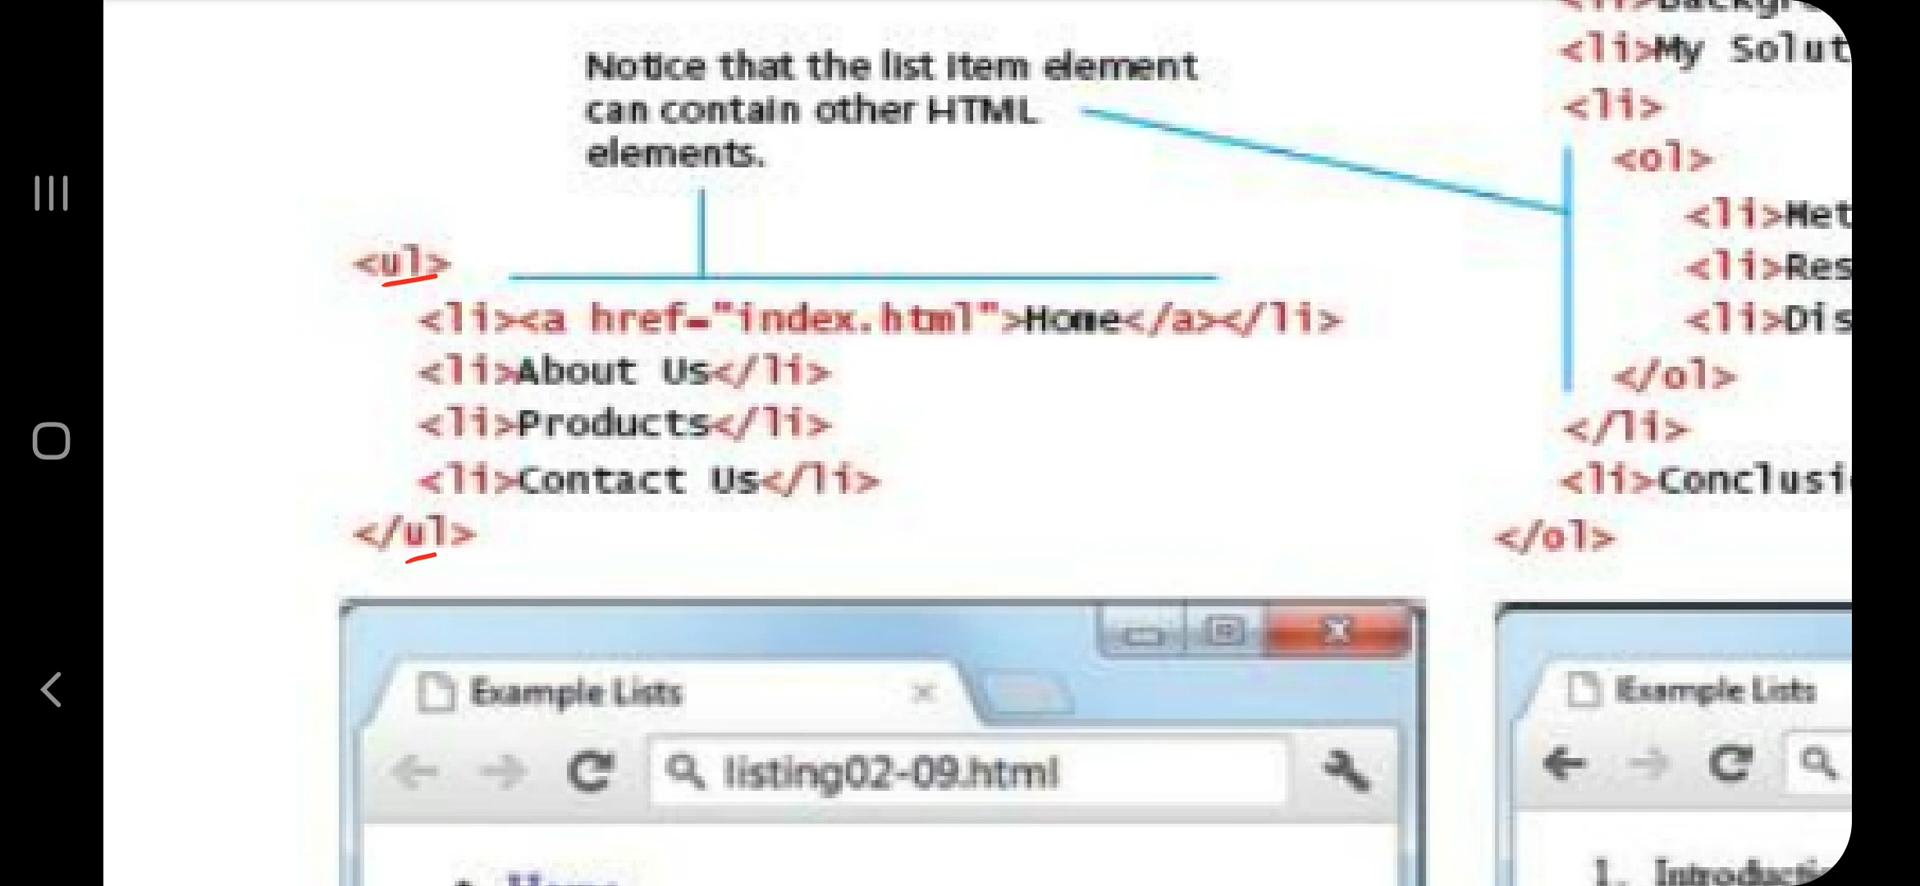 Notice that the list item element
can contain other HTML
elements.
<ul>
<li><a href="index.html">Home</a></li>
<li>About Us</li>
<li>Products</li>
<li>Contact Us</li>
</ul>
<li>Backgr
<li>My Solut
<li>
<ol>
<li>Met
<li>Res
<li>Dis
</ol>
</li>
<li>Conclusi
</ol>
Example Lists
listing02-09.html
Example Lists
1. Introducti